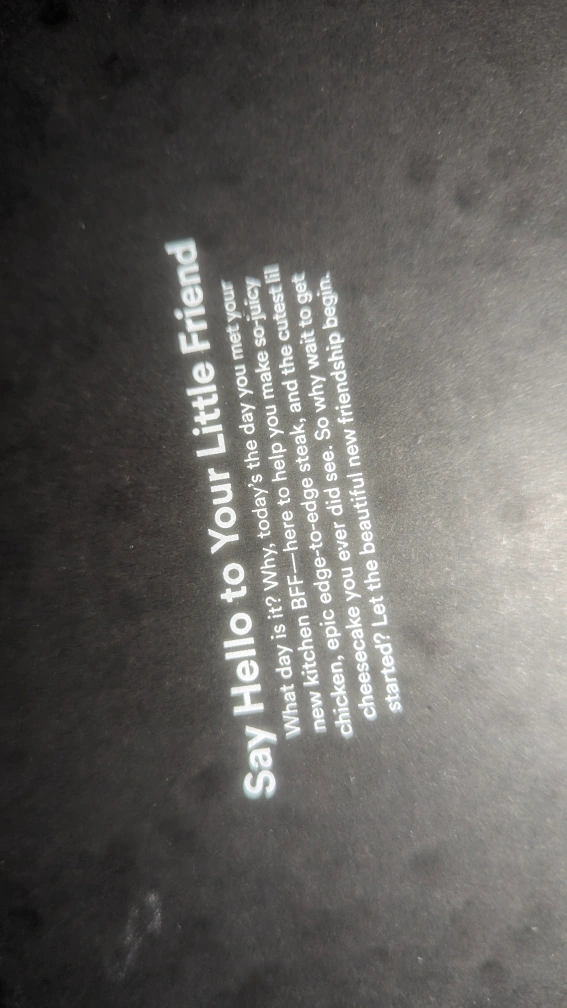 Say Hello to Your Little Friend
What day is it? Why, today's the day you met your
new kitchen BFF—here to help you make so-juicy
chicken, epic edge-to-edge steak, and the cutest lil
cheesecake you ever did see. So why wait to get
started? Let the beautiful new friendship begin.